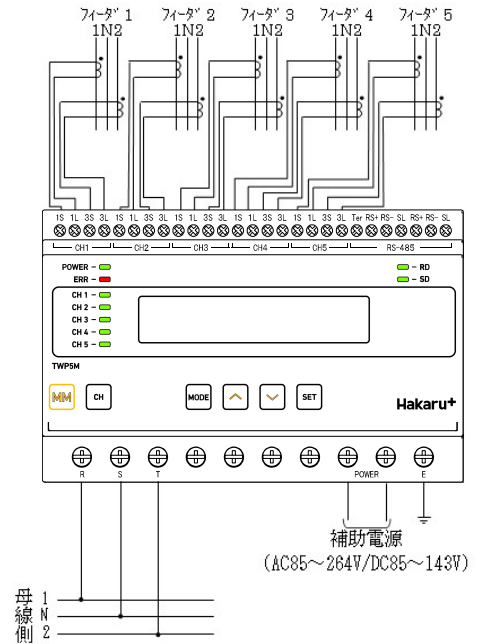 フィーダ1 フィーダ2 フィーダ3 フィーダ4 フィーダ5
1N2 1N2 1N2 1N2 1N2
1S 1L 3S 3L 1S 1L 3S 3L 1S 1L 3S 3L 1S 1L 3S 3L 1S 1L 3S 3L Ter RS+ RS- SL RS+ RS- SL
CH1 CH2 CH3 CH4 CH5 RS-485
POWER - - RD
ERR - - SD
CH 1 -
CH 2 -
CH 3 -
CH 4 -
CH 5 -
TWP5M
MM CH MODE SET
Hakaru+
R S T POWER E
補助電源
(AC85～264V/DC85～143V)
母 1
線 N
側 2